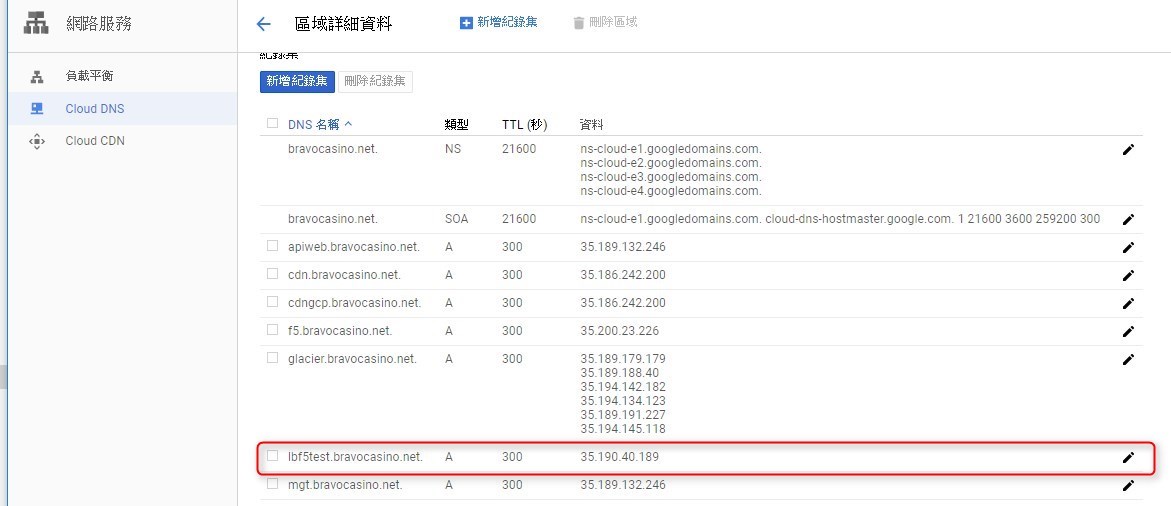 網路服務
區域詳細資料
新增紀錄集
刪除區域
負載平衡
Cloud DNS
Cloud CDN
紀錄集
新增紀錄集 刪除紀錄集
DNS 名稱 類型 TTL (秒) 資料
bravocasino.net. NS 21600 ns-cloud-e1.googledomains.com.
ns-cloud-e2.googledomains.com.
ns-cloud-e3.googledomains.com.
ns-cloud-e4.googledomains.com.
bravocasino.net. SOA 21600 ns-cloud-e1.googledomains.com. cloud-dns-hostmaster.google.com. 1 21600 3600 259200 300
apiweb.bravocasino.net. A 300 35.189.132.246
cdn.bravocasino.net. A 300 35.186.242.200
cdngcp.bravocasino.net. A 300 35.186.242.200
f5.bravocasino.net. A 300 35.200.23.226
glacier.bravocasino.net. A 300 35.189.179.179
35.189.188.40
35.194.142.182
35.194.134.123
35.189.191.227
35.194.145.118
lbf5test.bravocasino.net. A 300 35.190.40.189
mgt.bravocasino.net. A 300 35.189.132.246